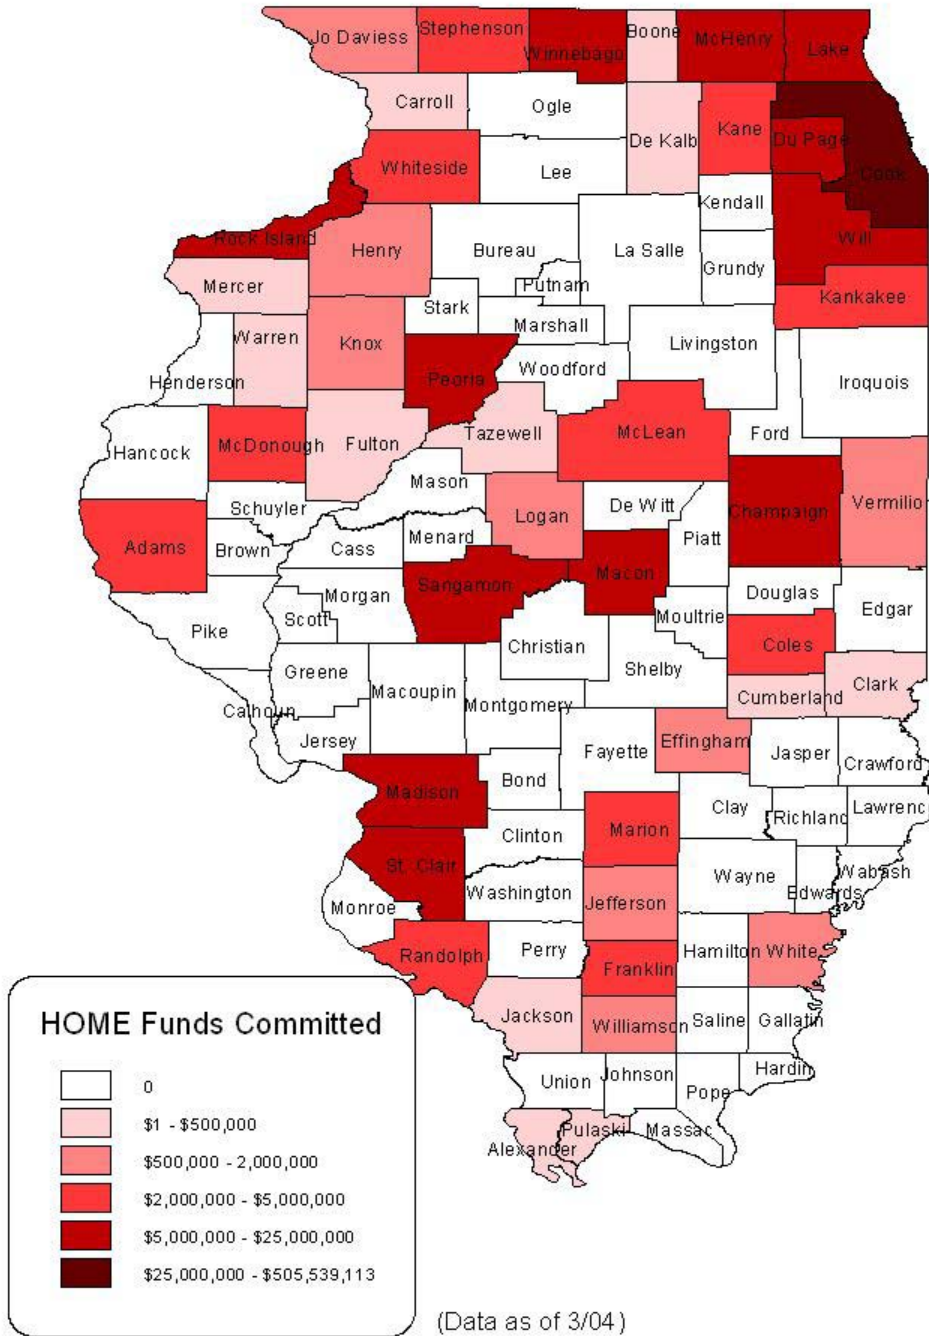 Jo Daviess
Stephenson
Winnebago
Boone
McHenry
Lake
Carroll
Ogle
De Kalb
Kane
Du Page
Cook
Whiteside
Lee
Kendall
Rock Island
Henry
Bureau
La Salle
Grundy
Will
Mercer
Putnam
Kankakee
Stark
Marshall
Warren
Knox
Livingston
Henderson
Peoria
Woodford
Iroquois
Hancock
McDonough
Fulton
Tazewell
McLean
Ford
Mason
Schuyler
Logan
De Witt
Champaign
Vermilio
Adams
Brown
Cass
Menard
Piatt
Sangamon
Macon
Morgan
Scott
Douglas
Edgar
Pike
Christian
Moultrie
Coles
Greene
Macoupin
Shelby
Cumberland
Clark
Calhoun
Montgomery
Jersey
Fayette
Effingham
Jasper
Crawford
Madison
Bond
Clay
Richland
Lawrenc
Clinton
Marion
St. Clair
Washington
Wayne
Edwards
Wabash
Monroe
Jefferson
Randolph
Perry
Franklin
Hamilton
White
Jackson
Williamson
Saline
Gallatin
Union
Johnson
Pope
Hardin
Alexander
Pulaski
Massac
HOME Funds Committed
0
$1 - $500,000
$500,000 - 2,000,000
$2,000,000 - $5,000,000
$5,000,000 - $25,000,000
$25,000,000 - $505,539,113
(Data as of 3/04)